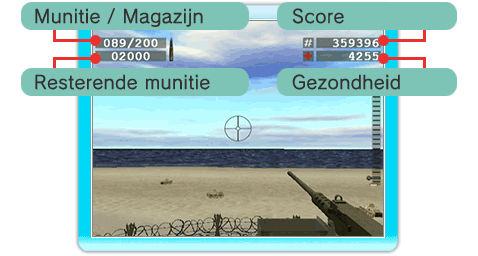 Munitie / Magazijn
Score
089/200
# 359396
02000
4255
Resterende munitie
Gezondheid